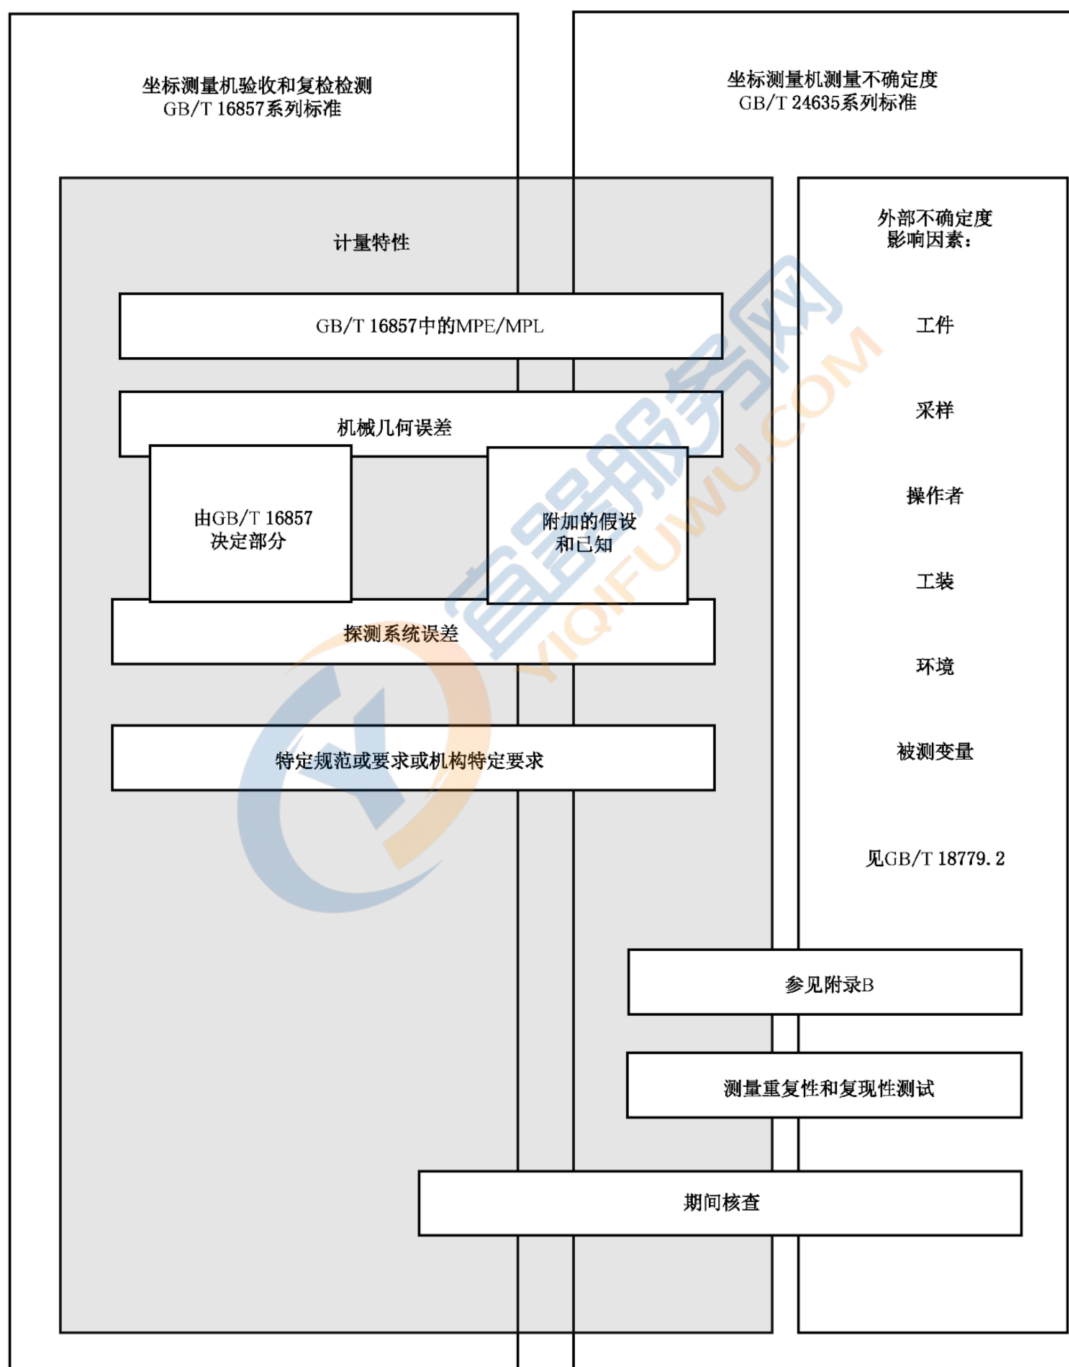 坐标测量机验收和复检检测
GB/T 16857系列标准
坐标测量机测量不确定度
GB/T 24635系列标准
计量特性
外部不确定度
影响因素：
GB/T 16857中的MPE/MPL
工件
机械几何误差
采样
由GB/T 16857
决定部分
附加的假设
和已知
操作者
工装
探测系统误差
环境
特定规范或要求或机构特定要求
被测变量
见GB/T 18779.2
参见附录B
测量重复性和复现性测试
期间核查
仪器服务网
YIQIFUWU.COM